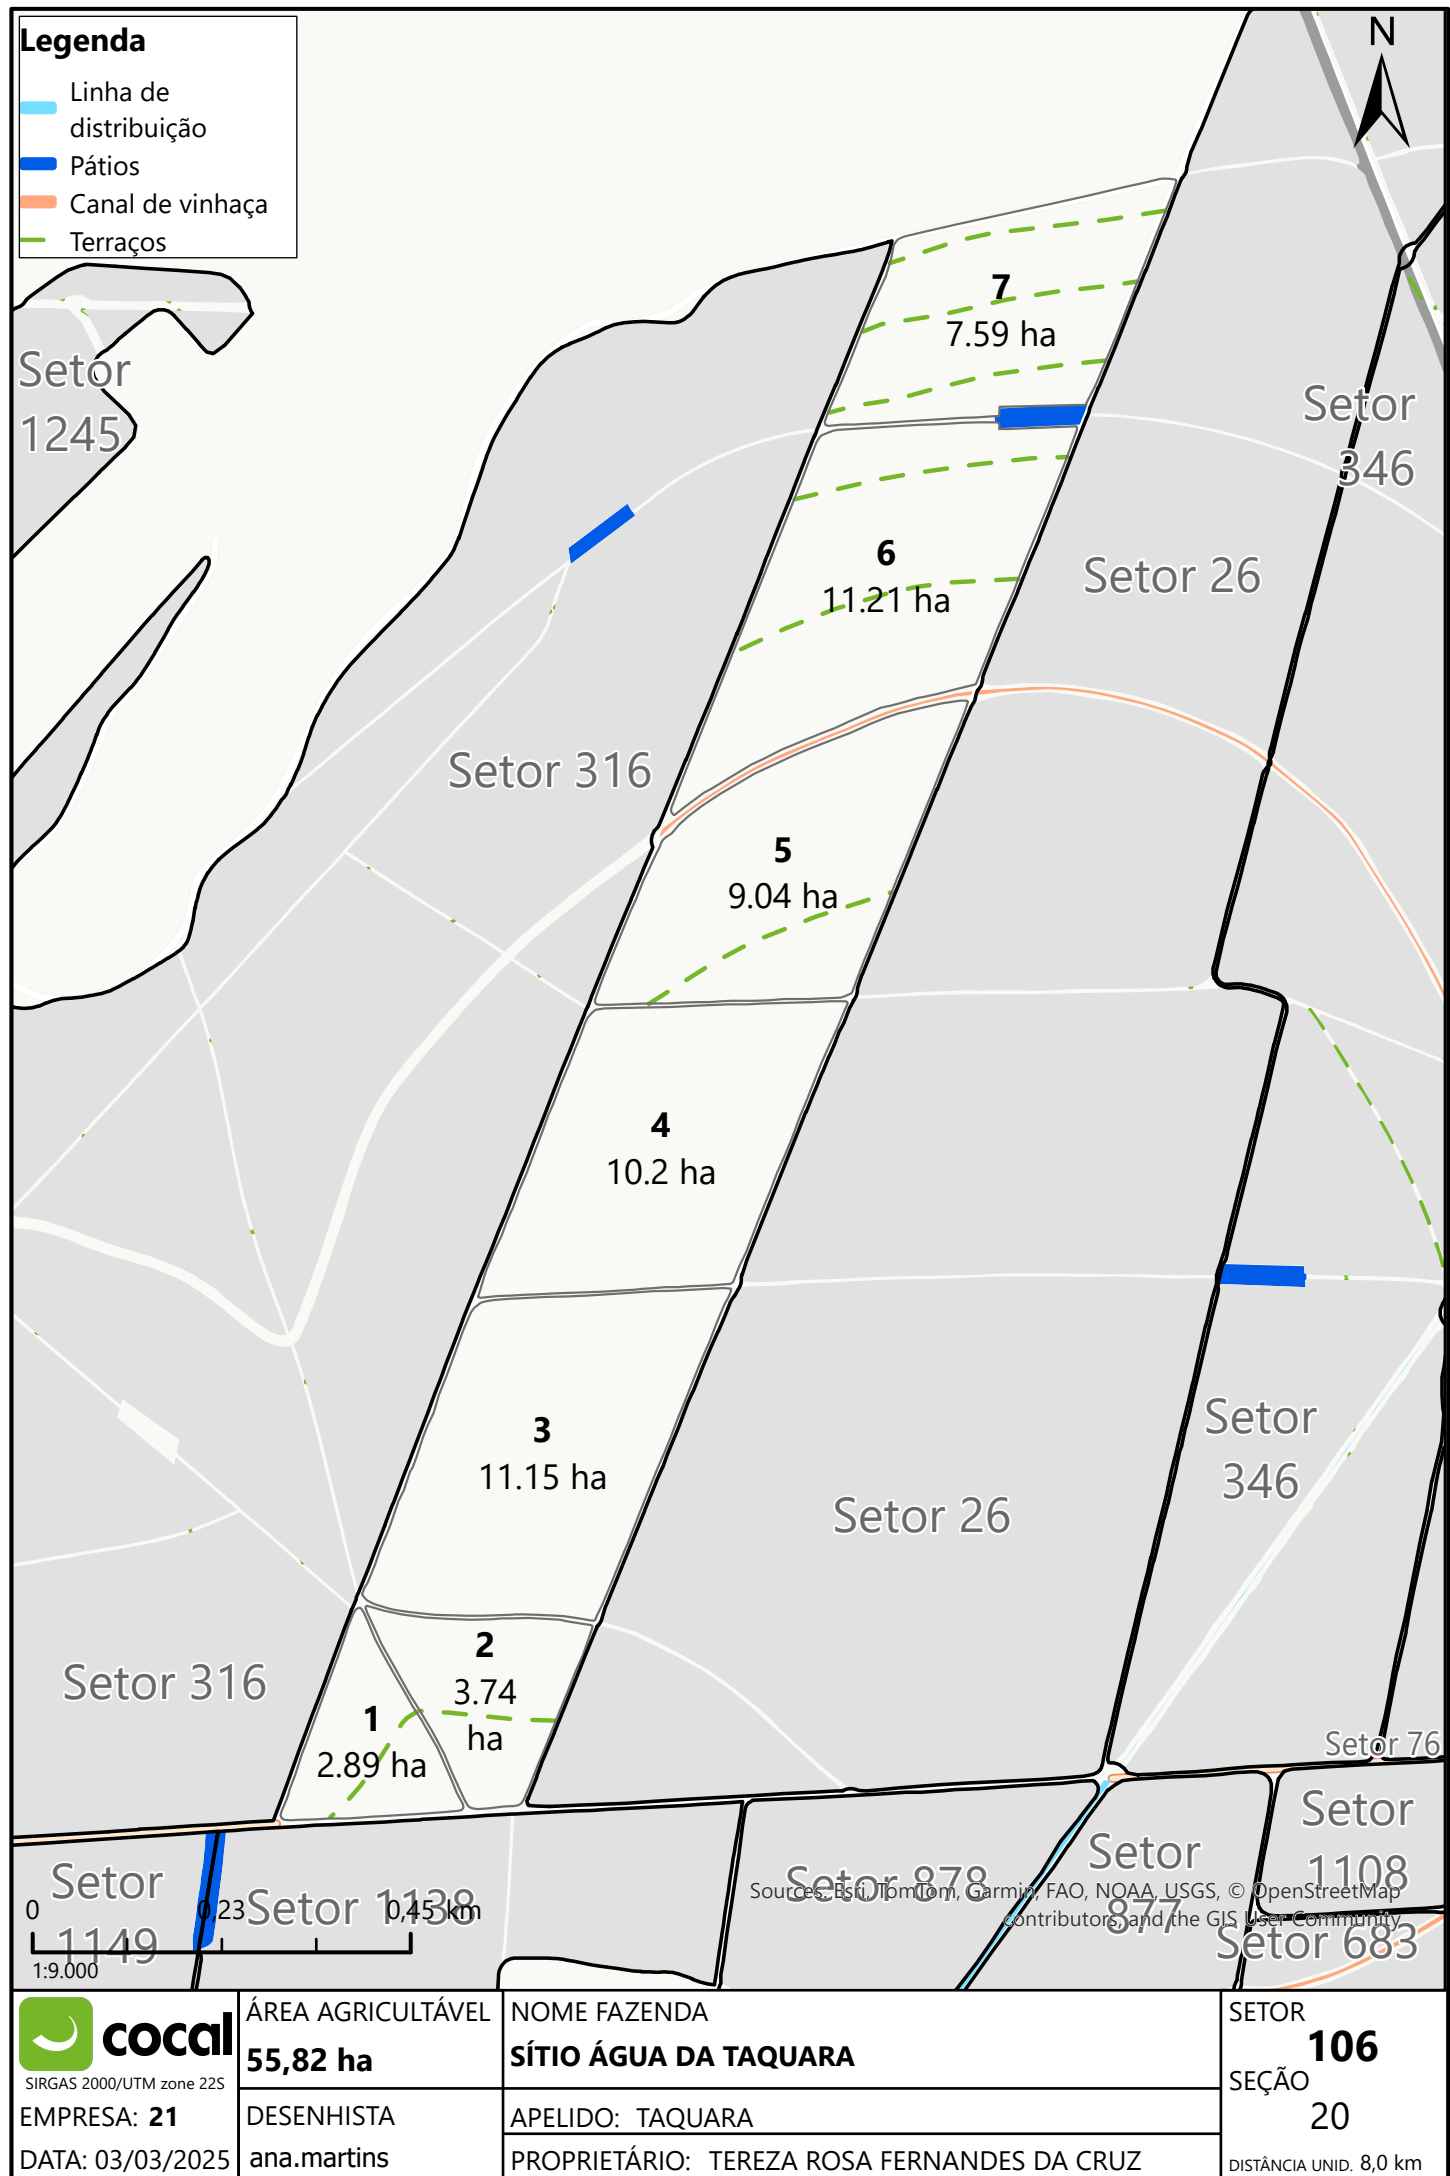 Legenda
Linha de
distribuição
Pátios
Canal de vinhaça
Terraços
N
Setor
1245
7
7.59 ha
Setor
346
6
11.21 ha
Setor 26
Setor 316
5
9.04 ha
4
10.2 ha
3
11.15 ha
Setor
346
Setor 26
2
3.74
ha
Setor 316
1
2.89 ha
Setor 76
Setor
1108
Setor
877
Setor 878
Setor
1149
Setor 1138
Setor 683
Sources: Esri, TomTom, Garmin, FAO, NOAA, USGS, © OpenStreetMap
contributors, and the GIS User Community
0 0,23 0,45 km
1:9.000
cocal
SIRGAS 2000/UTM zone 22S
EMPRESA: 21
DATA: 03/03/2025
ÁREA AGRICULTÁVEL
55,82 ha
DESENHISTA
ana.martins
NOME FAZENDA
SÍTIO ÁGUA DA TAQUARA
APELIDO: TAQUARA
PROPRIETÁRIO: TEREZA ROSA FERNANDES DA CRUZ
SETOR
106
SEÇÃO
20
DISTÂNCIA UNID. 8,0 km